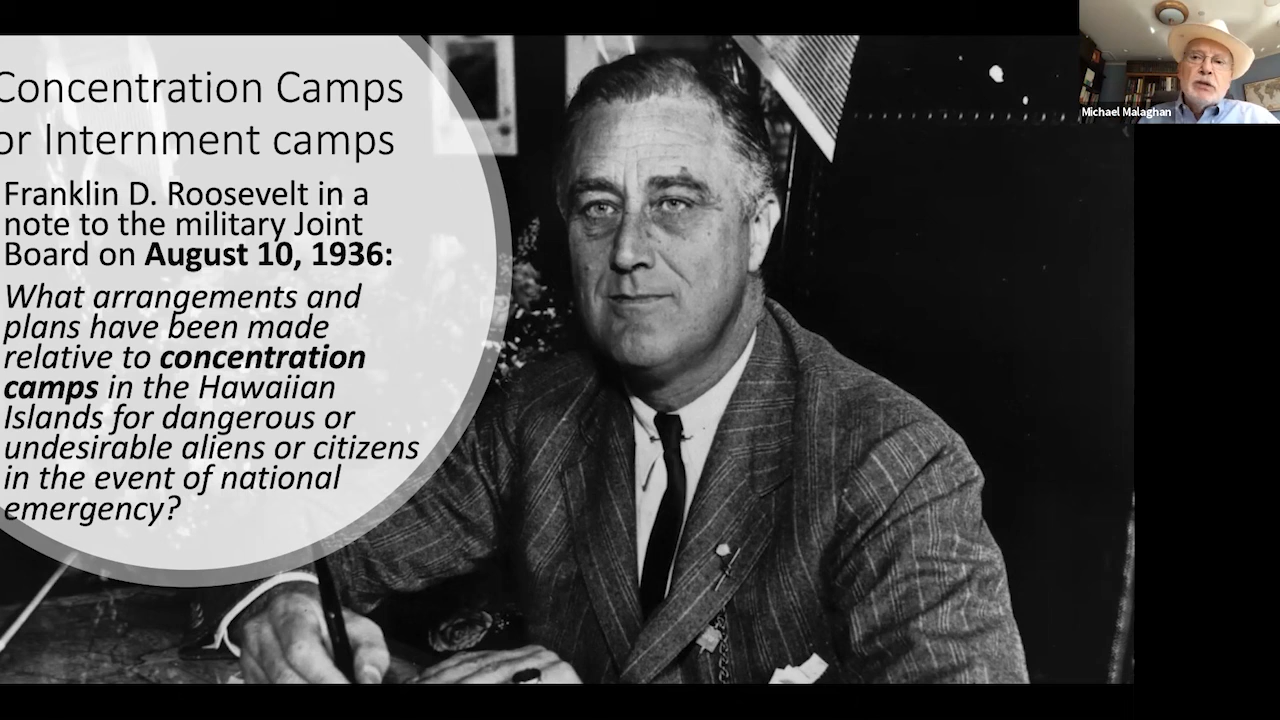 Concentration Camps
or Internment camps
Franklin D. Roosevelt in a
note to the military Joint
Board on August 10, 1936:
What arrangements and
plans have been made
relative to concentration
camps in the Hawaiian
Islands for dangerous or
undesirable aliens or citizens
in the event of national
emergency?
Michael Malaghan